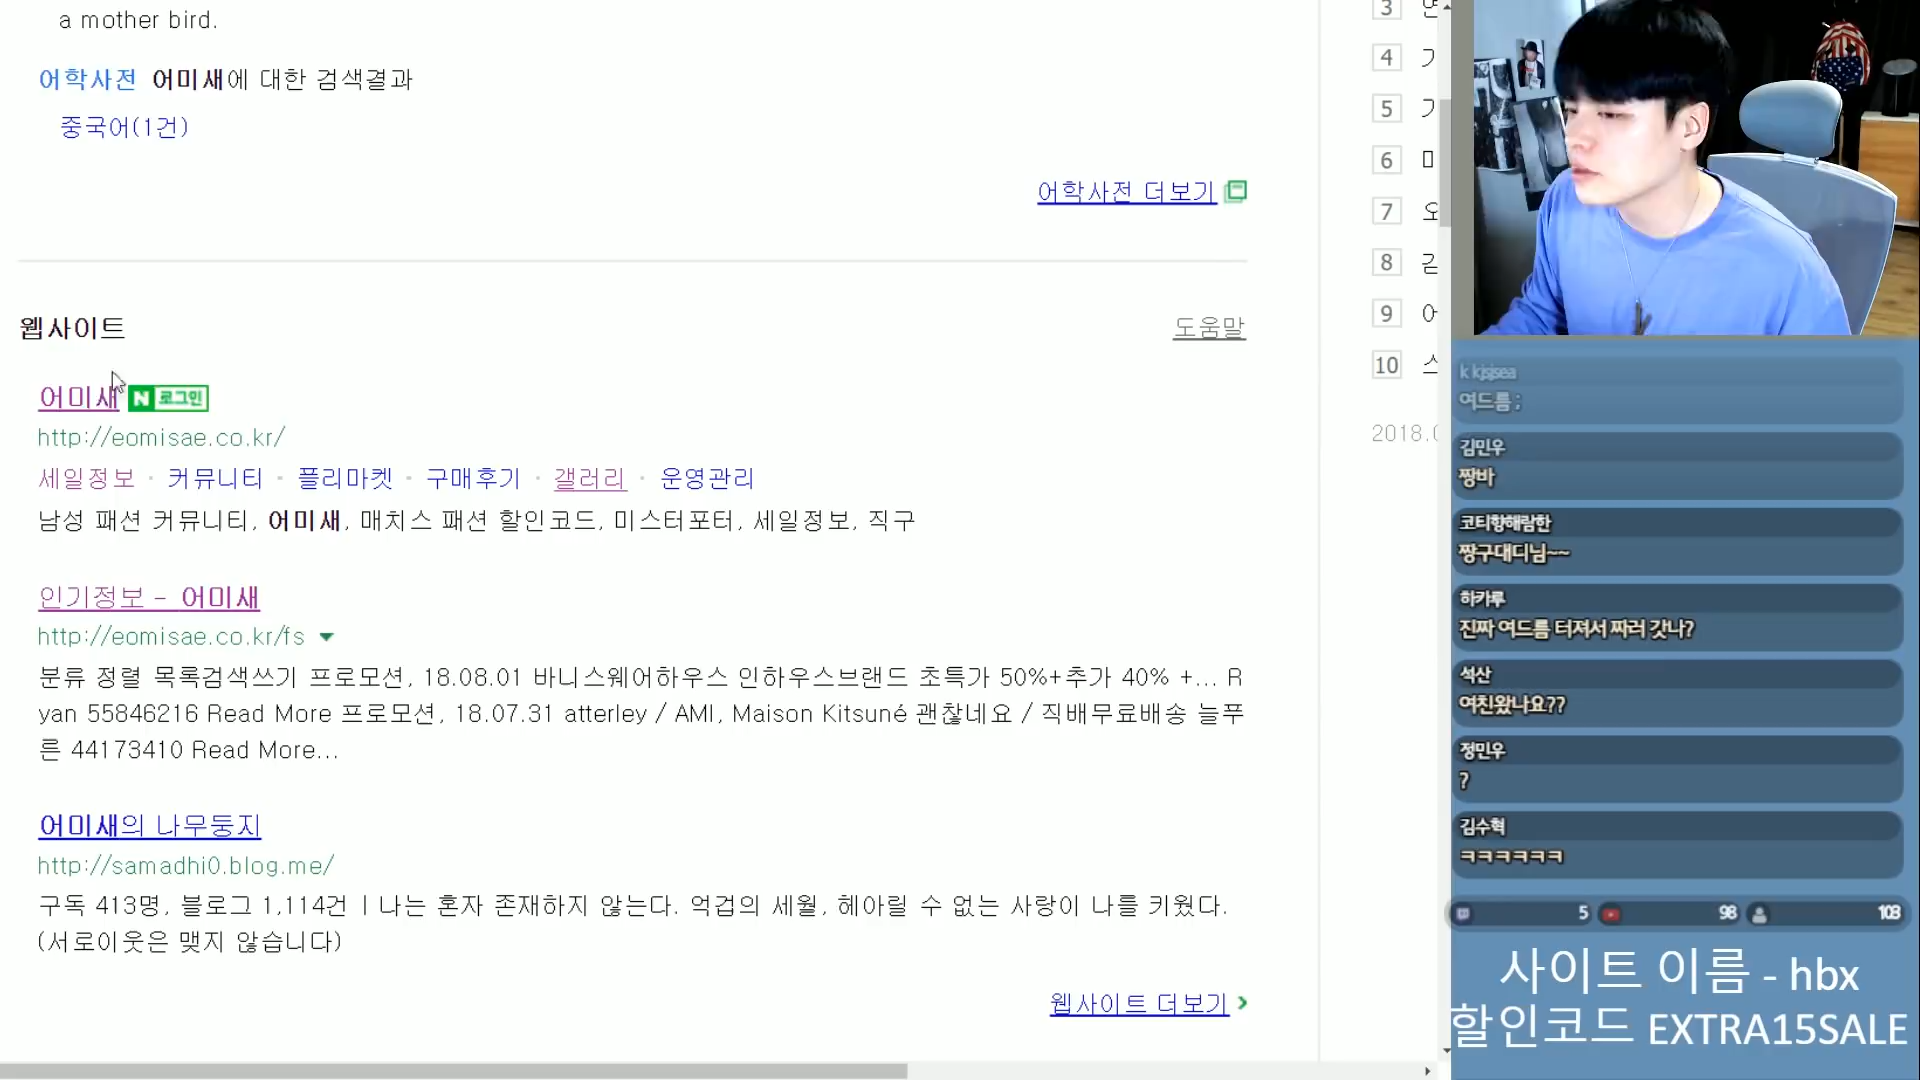 a mother bird.
어학사전 어미새에 대한 검색결과
중국어(1건)
어학사전 더보기
웹사이트
도움말
어미새 N 로그인
http://eomisae.co.kr/
세일정보 · 커뮤니티 · 플리마켓 · 구매후기 · 갤러리 · 운영관리
남성 패션 커뮤니티, 어미새, 매치스 패션 할인코드, 미스터포터, 세일정보, 직구
인기정보 - 어미새
http://eomisae.co.kr/fs
분류 정렬 목록검색쓰기 프로모션, 18.08.01 바니스웨어하우스 인하우스브랜드 초특가 50%+추가 40% +... R
yan 55846216 Read More 프로모션, 18.07.31 atterley / AMI, Maison Kitsuné 괜찮네요 / 직배무료배송 늘푸
른 44173410 Read More...
어미새의 나무둥지
http://samadhi0.blog.me/
구독 413명, 블로그 1,114건 | 나는 혼자 존재하지 않는다. 억겁의 세월, 헤아릴 수 없는 사랑이 나를 키웠다.
(서로이웃은 맺지 않습니다)
웹사이트 더보기
3
4
5
6
7
8
9
10
2018.
k kjsjsea
여드름 ;
김민우
짱바
코티향해람한
짱구대디님~~
하카루
진짜 여드름 터져서 짜러 갓나?
석산
여친왔나요??
정민우
?
김수혁
ㅋㅋㅋㅋㅋㅋ
5 98 103
사이트 이름 - hbx
할인코드 EXTRA15SALE